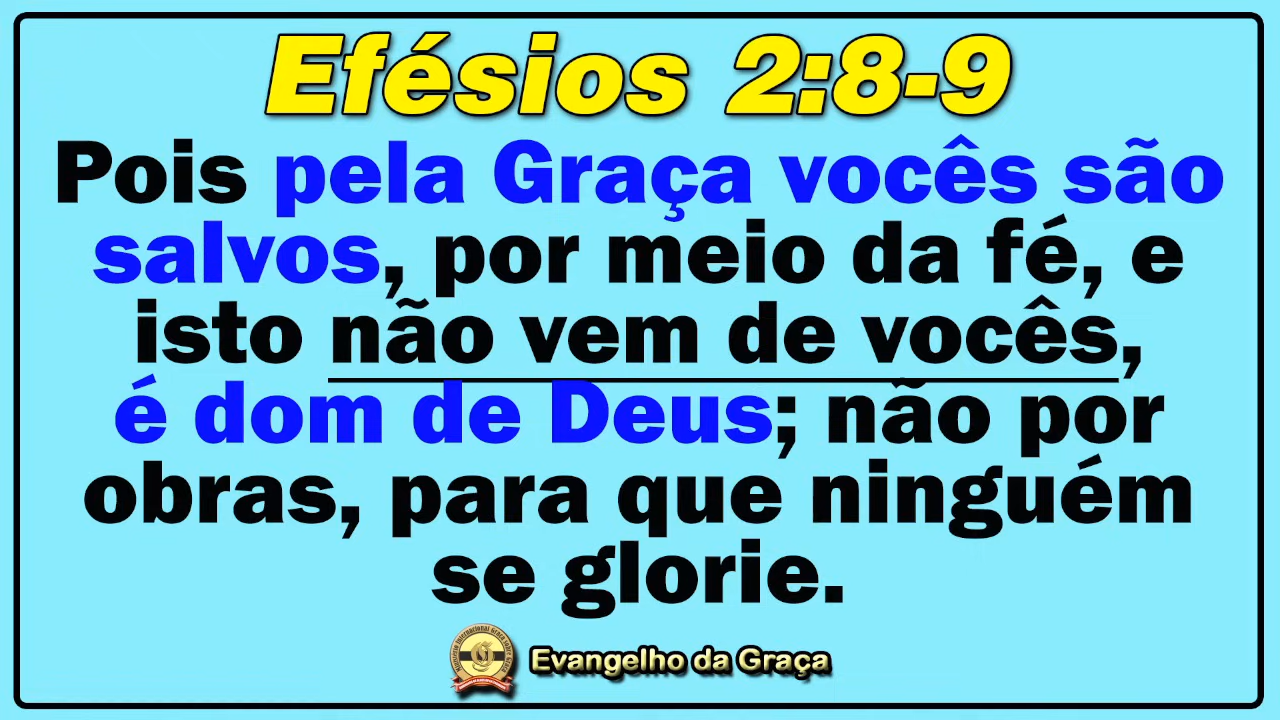 Efésios 2:8-9
Pois pela Graça vocês são
salvos, por meio da fé, e
isto não vem de vocês,
é dom de Deus; não por
obras, para que ninguém
se glorie.
Evangelho da Graça